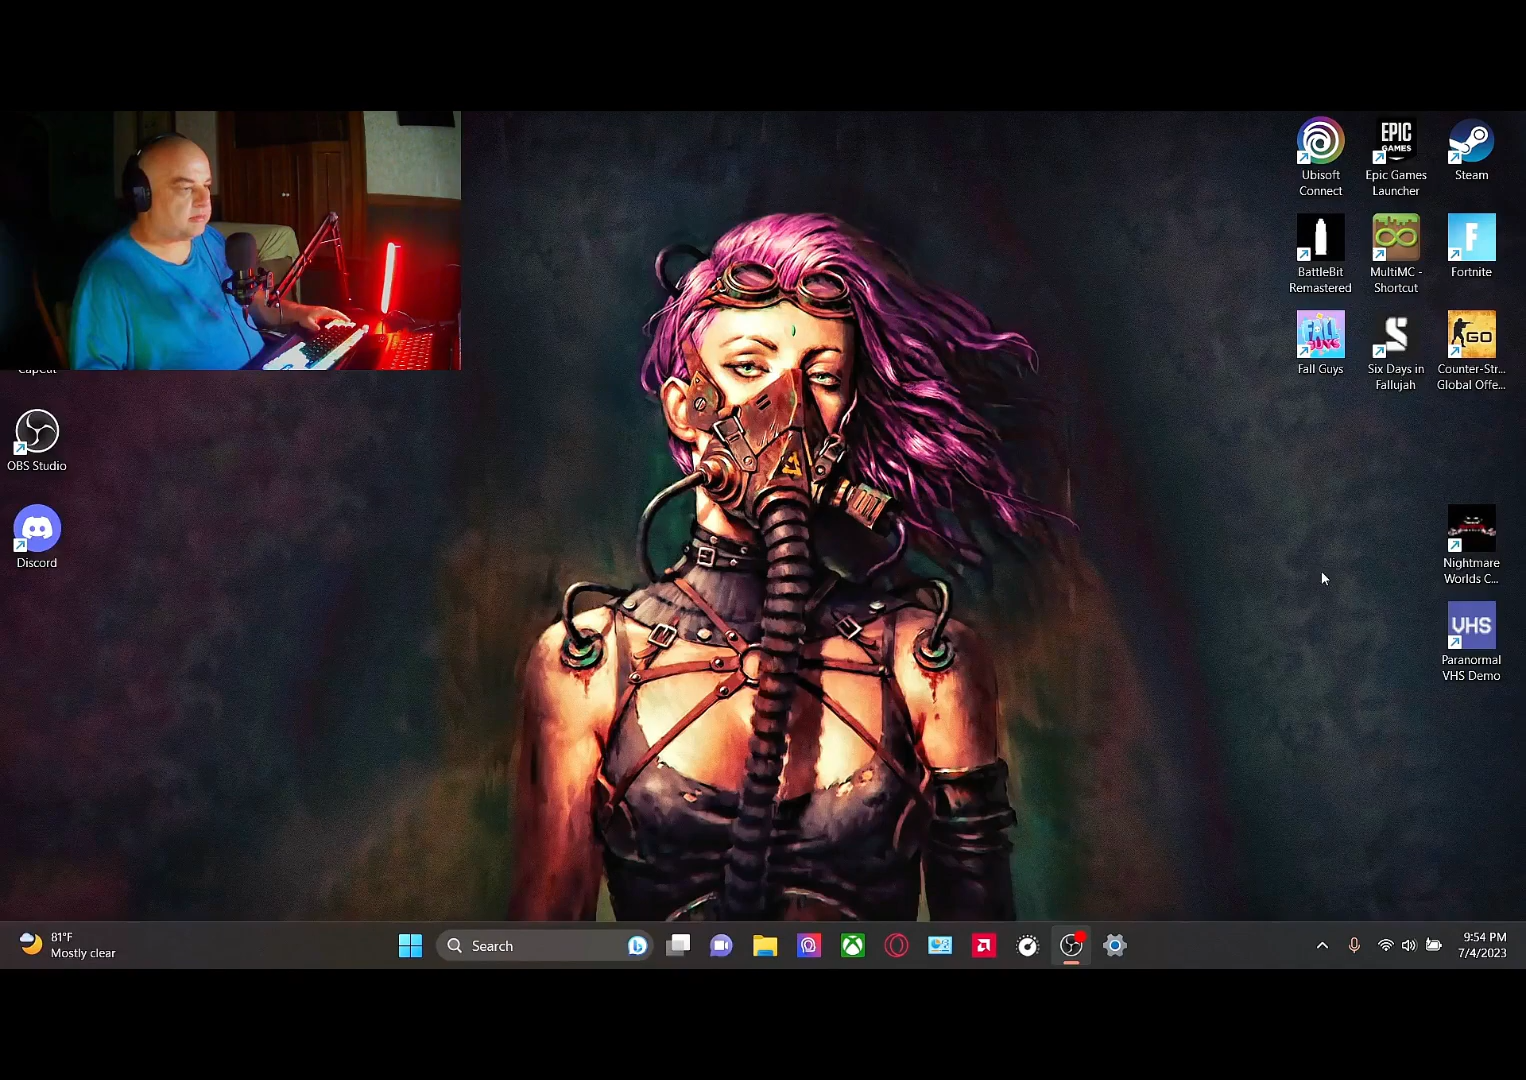 Ubisoft
Connect
EPIC
GAMES
Epic Games
Launcher
Steam
BattleBit
Remastered
MultiMC -
Shortcut
F
Fortnite
FALL
GUYS
Fall Guys
S
Six Days in
Fallujah
GO
Counter-Str...
Global Offe...
OBS Studio
Discord
Nightmare
Worlds C...
VHS
Paranormal
VHS Demo
81°F
Mostly clear
Search
9:54 PM
7/4/2023